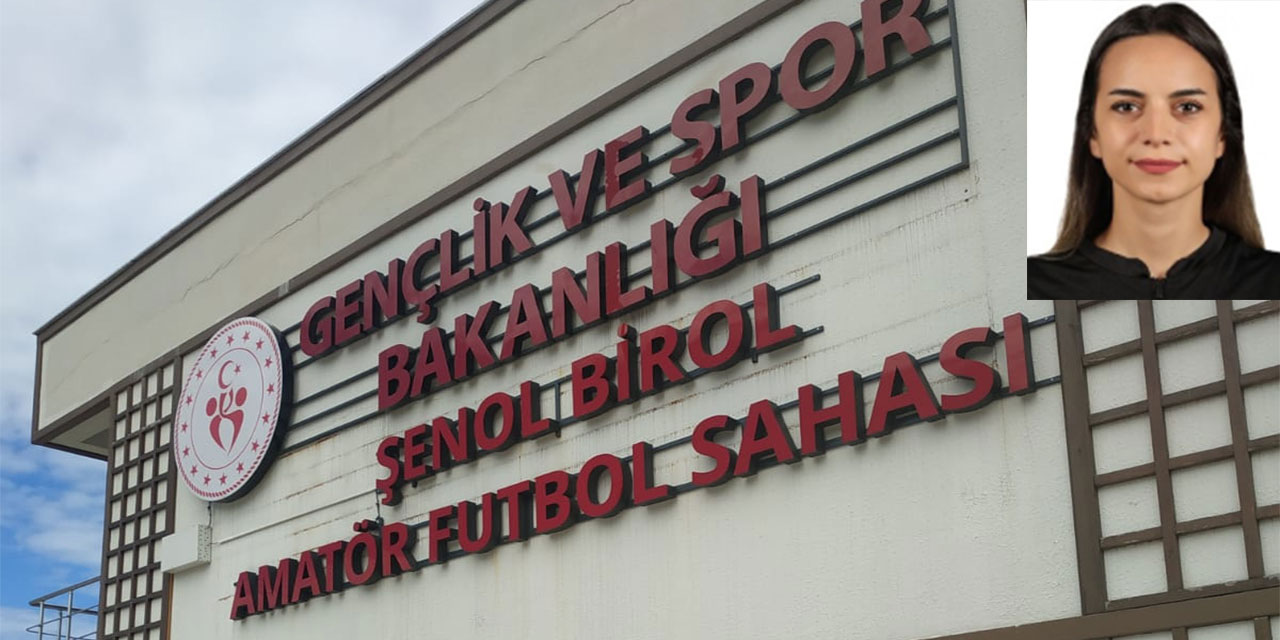 GENÇLİK VE SPOR
BAKANLIĞI
ŞENOL BİROL
AMATÖR FUTBOL SAHASI